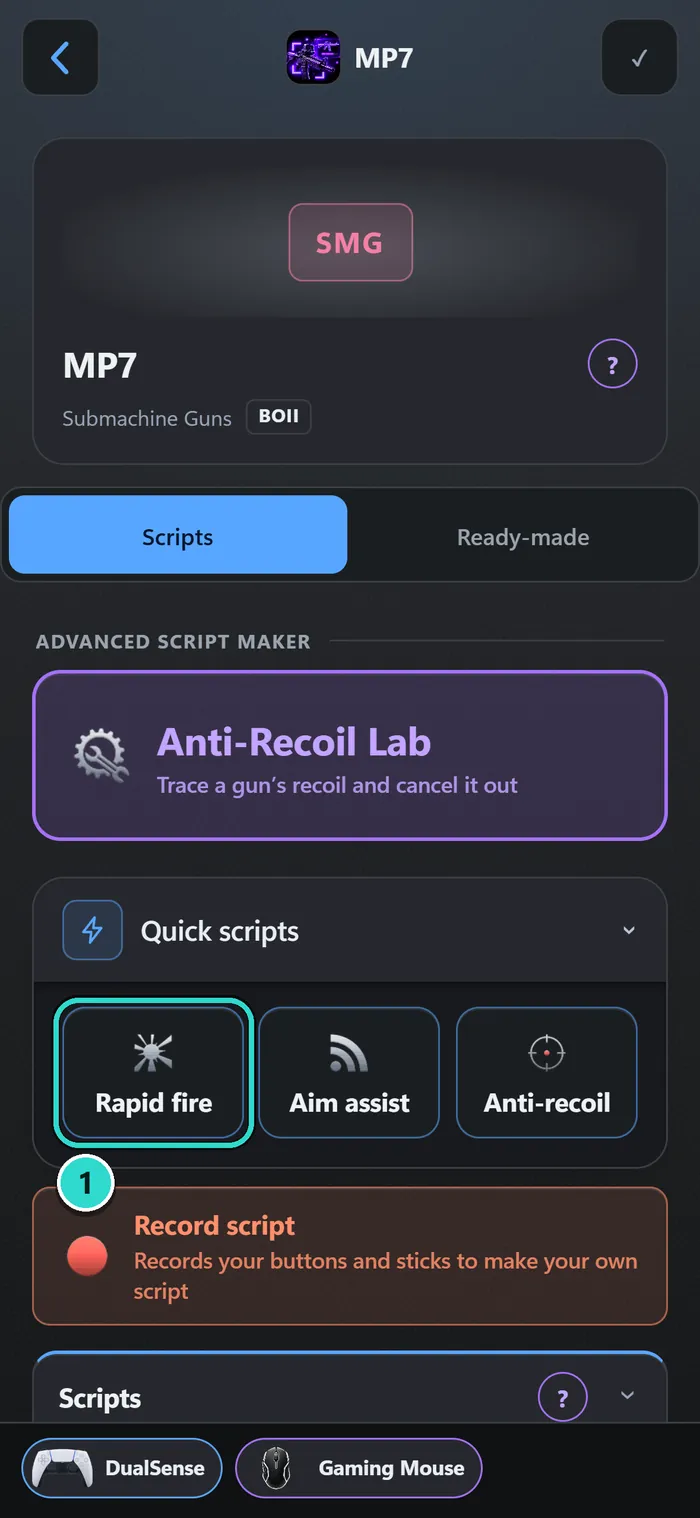 MP7
✓
SMG
MP7
?
Submachine Guns
BOII
Scripts
Ready-made
ADVANCED SCRIPT MAKER
Anti-Recoil Lab
Trace a gun’s recoil and cancel it out
Quick scripts
Rapid fire
Aim assist
Anti-recoil
1
Record script
Records your buttons and sticks to make your own
script
Scripts
?
DualSense
Gaming Mouse